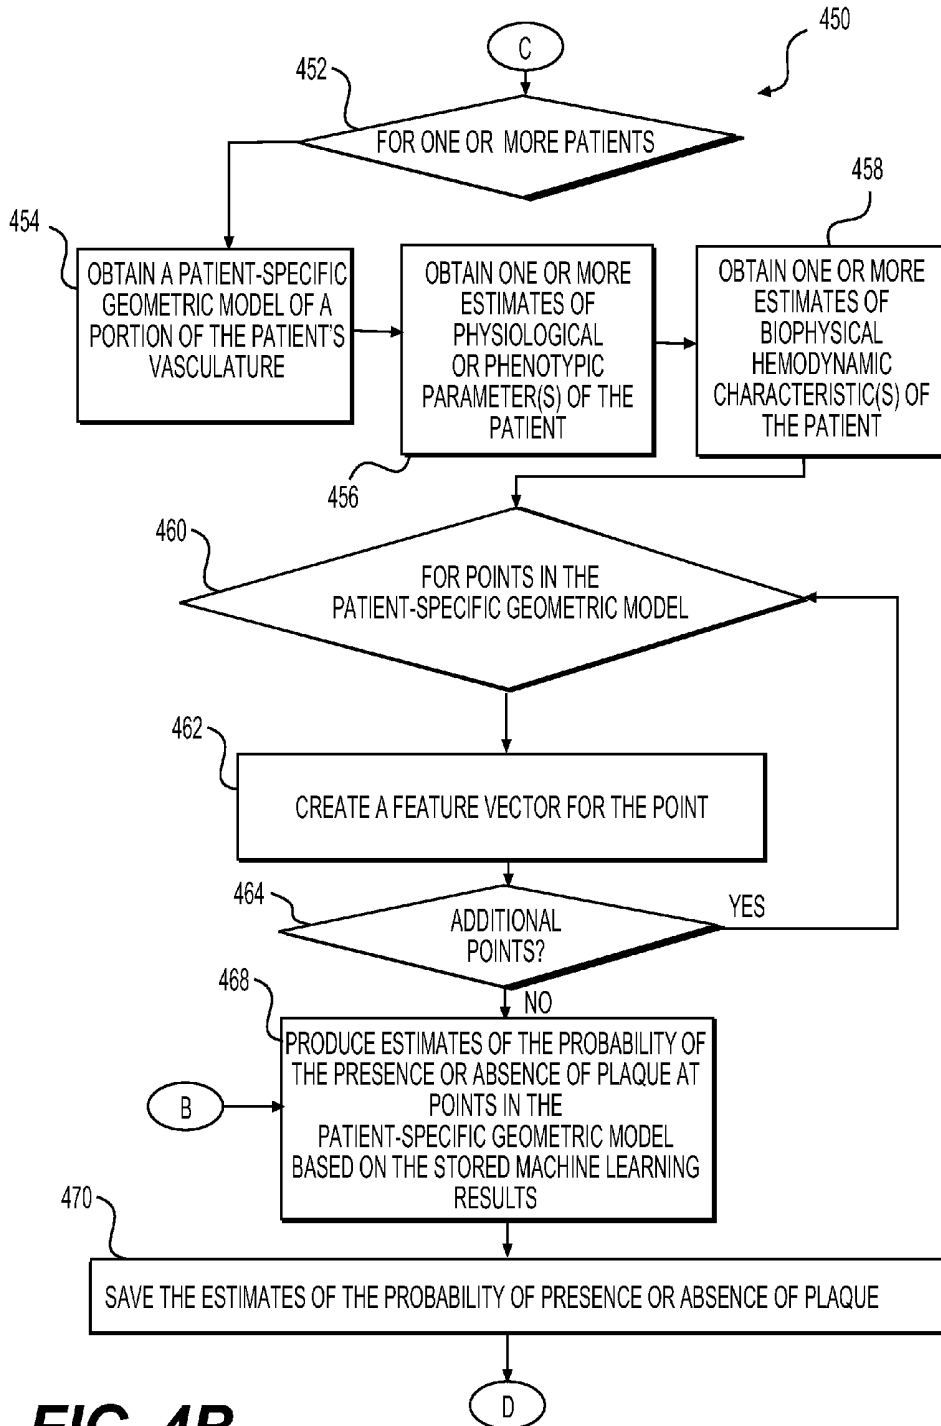 450
C
452
FOR ONE OR MORE PATIENTS
454
OBTAIN A PATIENT-SPECIFIC
GEOMETRIC MODEL OF A
PORTION OF THE PATIENT'S
VASCULATURE
OBTAIN ONE OR MORE
ESTIMATES OF
PHYSIOLOGICAL
OR PHENOTYPIC
PARAMETER(S) OF THE
PATIENT
456
458
OBTAIN ONE OR MORE
ESTIMATES OF
BIOPHYSICAL
HEMODYNAMIC
CHARACTERISTIC(S) OF
THE PATIENT
460
FOR POINTS IN THE
PATIENT-SPECIFIC GEOMETRIC MODEL
462
CREATE A FEATURE VECTOR FOR THE POINT
464
ADDITIONAL
POINTS?
YES
NO
468
PRODUCE ESTIMATES OF THE PROBABILITY OF
THE PRESENCE OR ABSENCE OF PLAQUE AT
POINTS IN THE
PATIENT-SPECIFIC GEOMETRIC MODEL
BASED ON THE STORED MACHINE LEARNING
RESULTS
B
470
SAVE THE ESTIMATES OF THE PROBABILITY OF PRESENCE OR ABSENCE OF PLAQUE
D
FIG. 4B